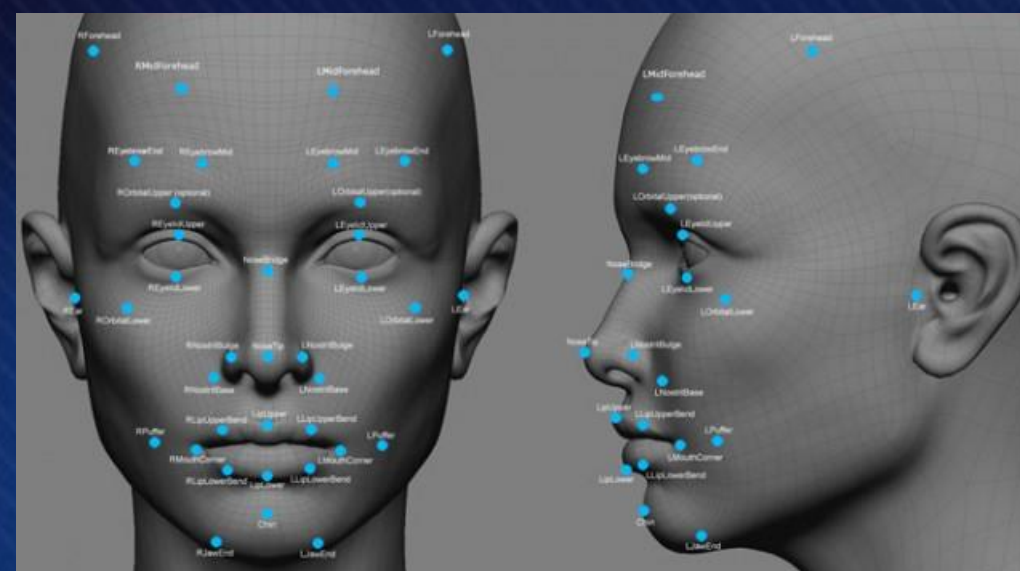 RForehead
LForehead
RMidForehead
LMidForehead
REyebrowEnd
REyebrowMid
LEyebrowMid
LEyebrowEnd
ROrbitalUpper(optional)
LOrbitalUpper(optional)
REyelidUpper
LEyelidUpper
NoseBridge
REyelidLower
LEyelidLower
REar
LEar
ROrbitalLower
LOrbitalLower
RNostrilBulge
NoseTip
LNostrilBulge
RNostrilBase
LNostrilBase
LipUpper
RLipUpperBend
LLipUpperBend
RPuffer
LPuffer
RMouthCorner
LMouthCorner
RLipLowerBend
LipLower
LLipLowerBend
Chin
RJawEnd
LJawEnd
LForehead
LMidForehead
LEyebrowEnd
LEyebrowMid
LOrbitalUpper(optional)
LEyelidUpper
NoseBridge
LEyelidLower
LOrbitalLower
LEar
NoseTip
LNostrilBulge
LNostrilBase
LipUpper
LLipUpperBend
LPuffer
LMouthCorner
LipLower
LLipLowerBend
Chin
LJawEnd